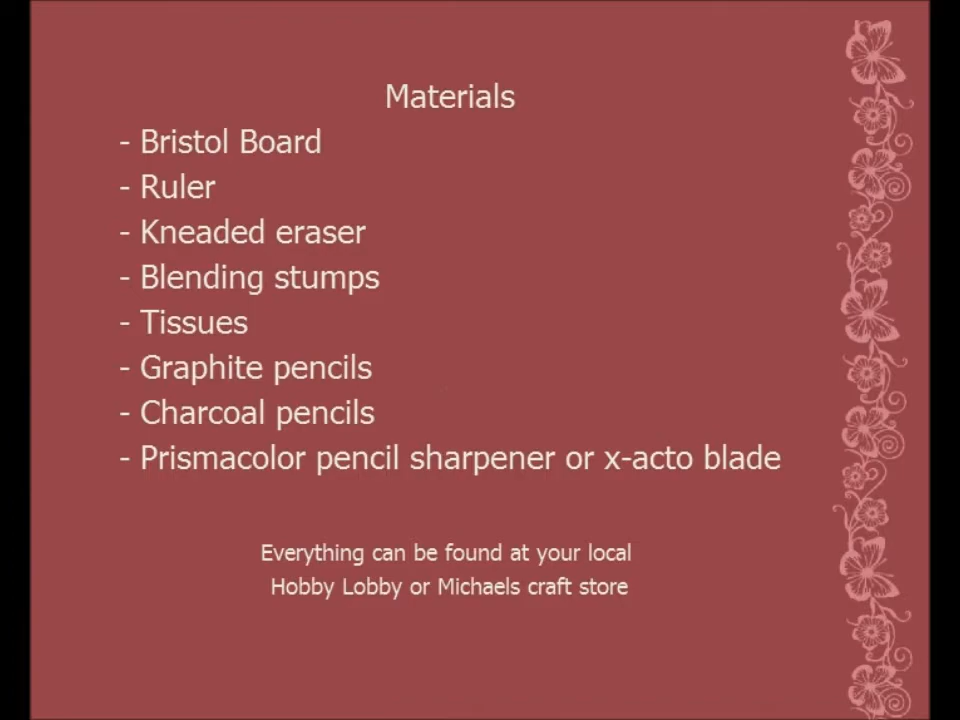 Materials
- Bristol Board
- Ruler
- Kneaded eraser
- Blending stumps
- Tissues
- Graphite pencils
- Charcoal pencils
- Prismacolor pencil sharpener or x-acto blade
Everything can be found at your local
Hobby Lobby or Michaels craft store